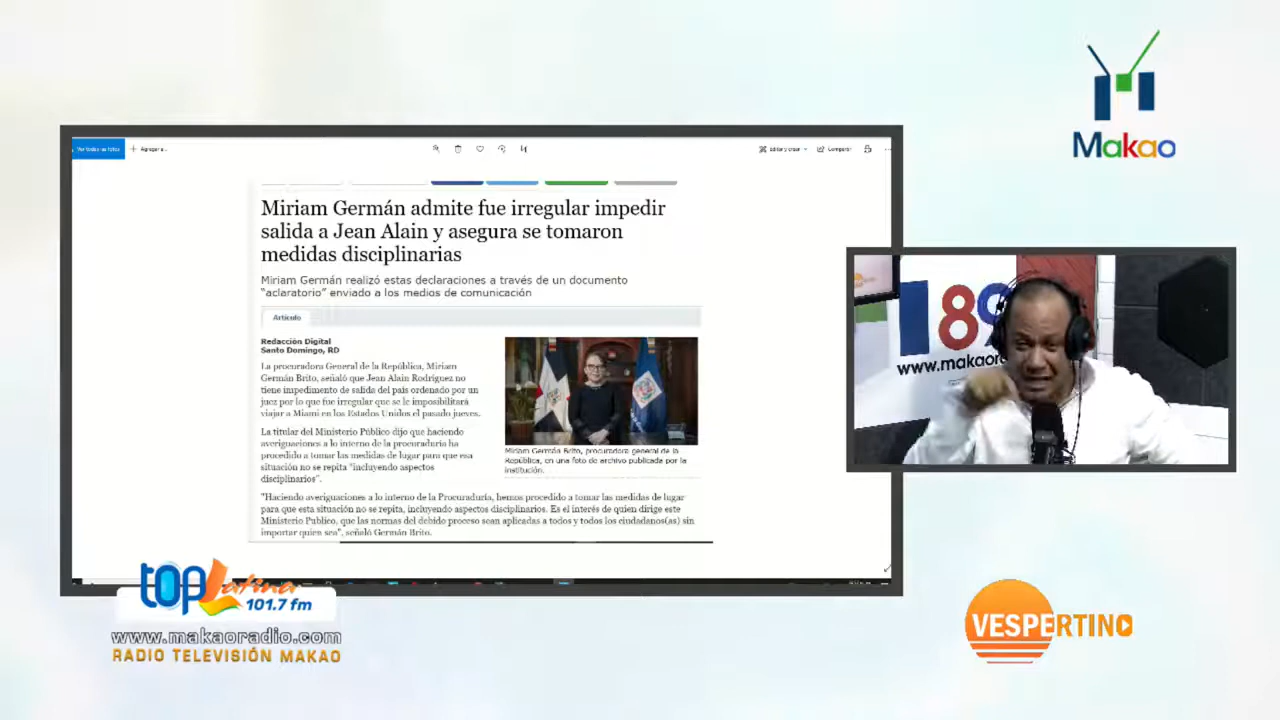 Makao
Ver todas las fotos
Agregar a...
Editar y crear
Compartir
Miriam Germán admite fue irregular impedir
salida a Jean Alain y asegura se tomaron
medidas disciplinarias
Miriam Germán realizó estas declaraciones a través de un documento
"aclaratorio" enviado a los medios de comunicación
Artículo
Redacción Digital
Santo Domingo, RD
La procuradora General de la República, Miriam
Germán Brito, señaló que Jean Alain Rodríguez no
tiene impedimento de salida del país ordenado por un
juez por lo que fue irregular que se le imposibilitará
viajar a Miami en los Estados Unidos el pasado jueves.
La titular del Ministerio Público dijo que haciendo
averiguaciones a lo interno de la procuraduría ha
procedido a tomar las medidas de lugar para que esa
situación no se repita "incluyendo aspectos
disciplinarios".
Miriam Germán Brito, procuradora general de la
República, en una foto de archivo publicada por la
institución.
"Haciendo averiguaciones a lo interno de la Procuraduría, hemos procedido a tomar las medidas de lugar
para que esta situación no se repita, incluyendo aspectos disciplinarios. Es el interés de quien dirige este
Ministerio Público, que las normas del debido proceso sean aplicadas a todos y todos los ciudadanos(as) sin
importar quien sea", señaló Germán Brito.
189
www.makaora
top Latina
101.7 fm
www.makaoradio.com
RADIO TELEVISIÓN MAKAO
VESPERTINO